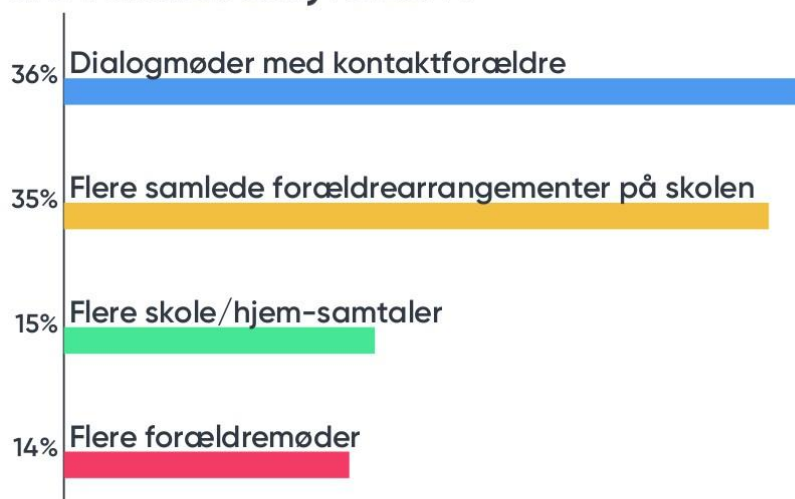 36% Dialogmøder med kontaktforældre
35% Flere samlede forældrearrangementer på skolen
15% Flere skole/hjem-samtaler
14% Flere forældremøder